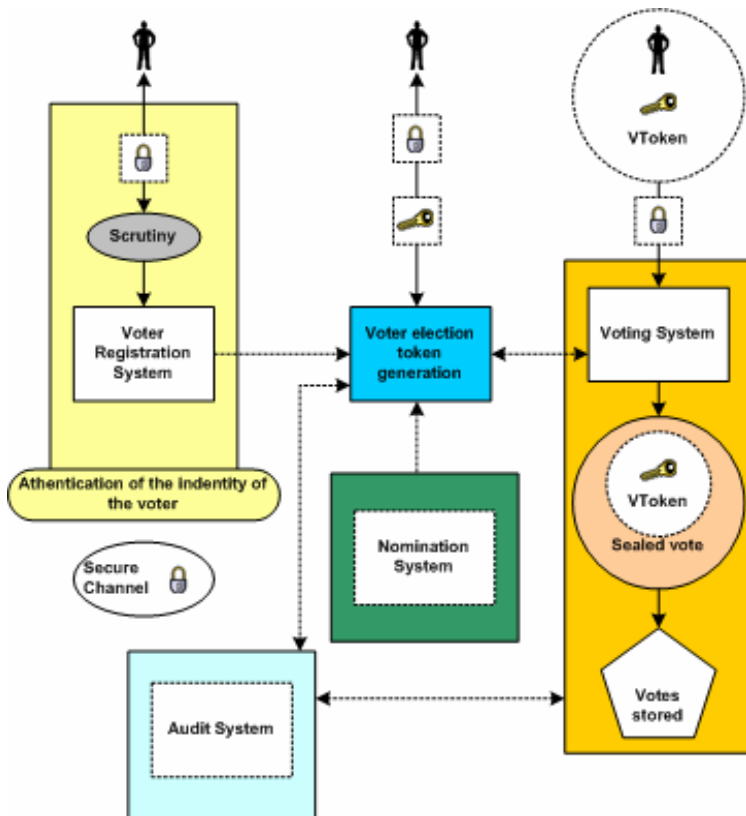 VToken
Scrutiny
Voter
Registration
System
Voter election
token
generation
Voting System
Athentication of the indentity of
the voter
VToken
Sealed vote
Secure
Channel
Nomination
System
Audit System
Votes
stored